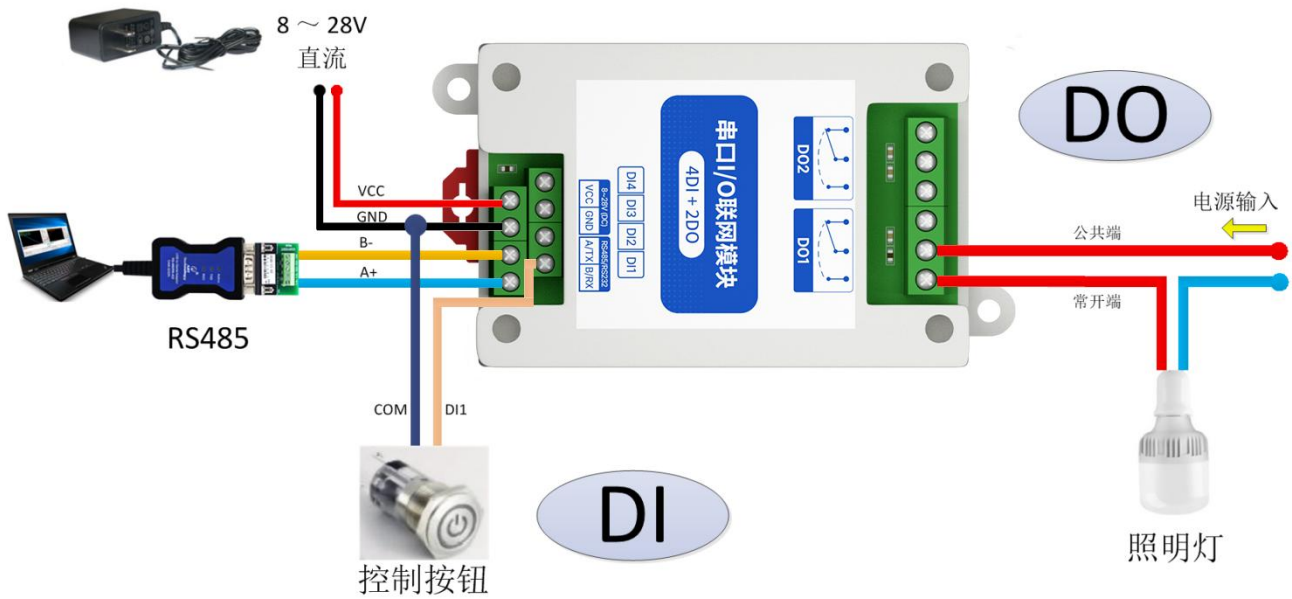 8 ～ 28V
直流
VCC
GND
B-
A+
RS485
COM
DI1
控制按钮
DI
DI4 DI3 DI2 DI1
8~28V (DC) RS485/RS232
VCC GND A/TX B/RX
串口I/O联网模块
4DI + 2DO
DO2
DO1
DO
电源输入
公共端
常开端
照明灯